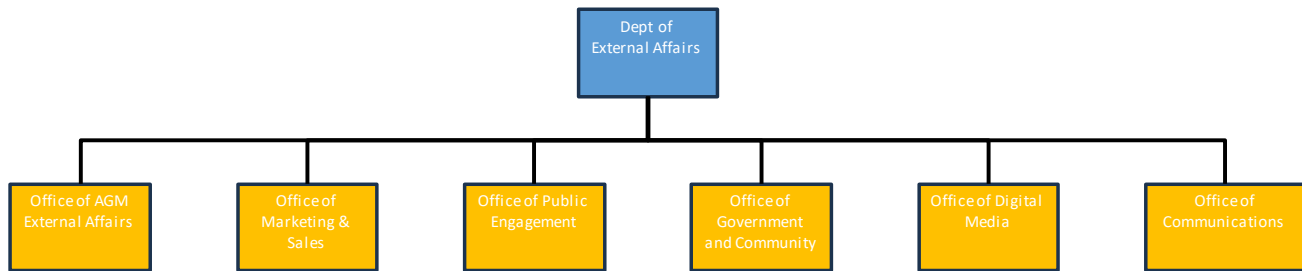 Dept of
External Affairs
Office of AGM
External Affairs
Office of
Marketing &
Sales
Office of Public
Engagement
Office of
Government
and Community
Office of Digital
Media
Office of
Communications